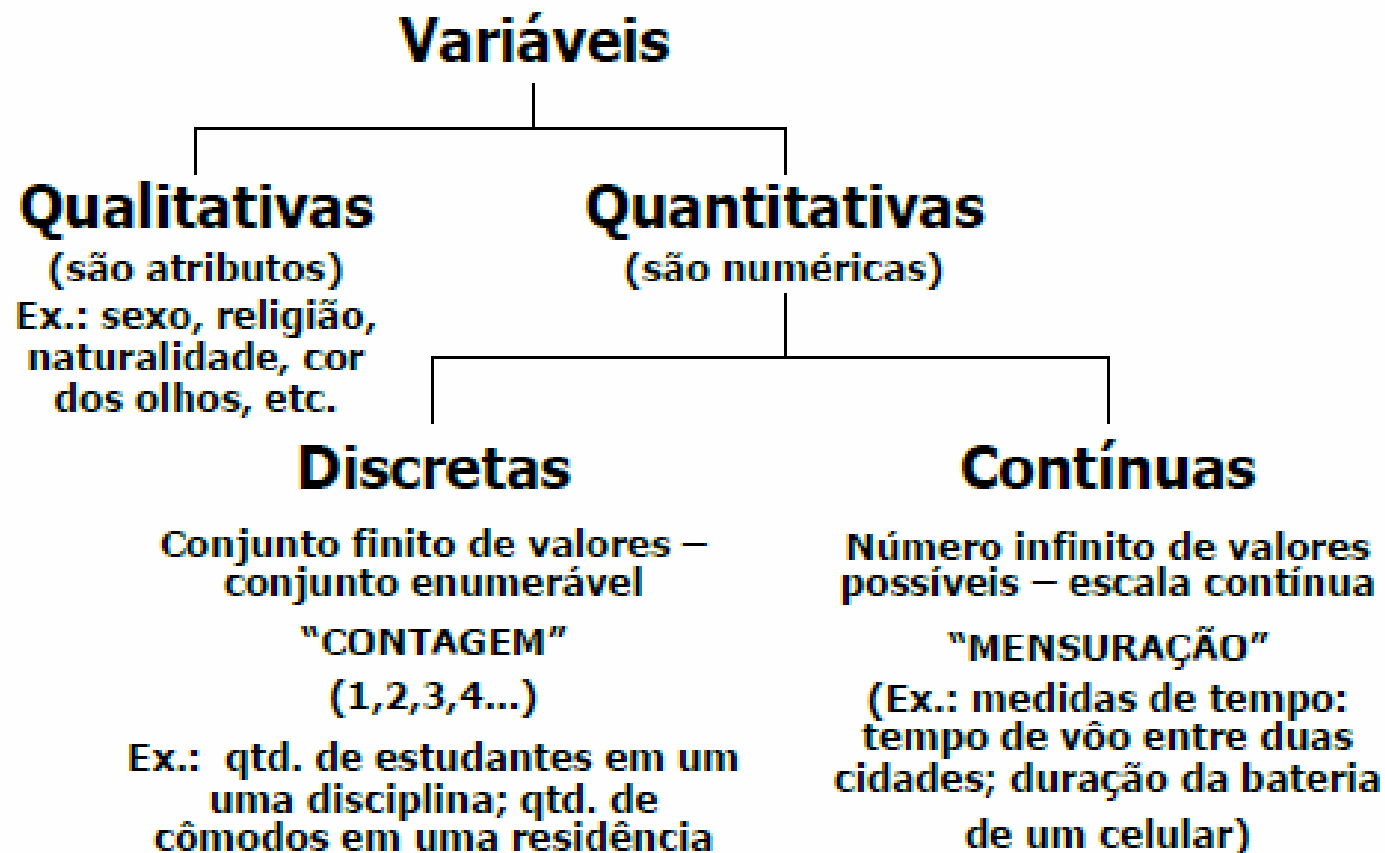 Variáveis
Qualitativas
(são atributos)
Ex.: sexo, religião,
naturalidade, cor
dos olhos, etc.
Quantitativas
(são numéricas)
Discretas
Conjunto finito de valores –
conjunto enumerável
“CONTAGEM”
(1,2,3,4...)
Ex.: qtd. de estudantes em um
uma disciplina; qtd. de
cômodos em uma residência
Contínuas
Número infinito de valores
possíveis – escala contínua
“MENSURAÇÃO”
(Ex.: medidas de tempo:
tempo de vôo entre duas
cidades; duração da bateria
de um celular)